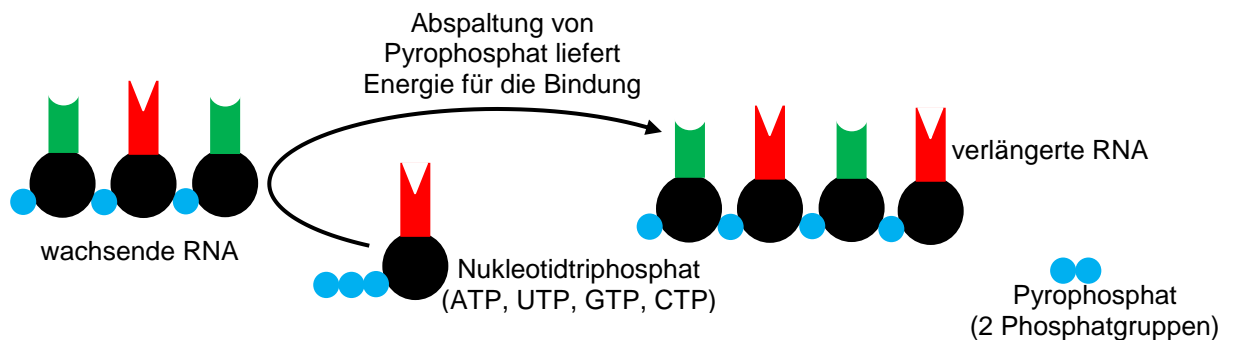 Abspaltung von
Pyrophosphat liefert
Energie für die Bindung
verlängerte RNA
wachsende RNA
Nukleotidtriphosphat
(ATP, UTP, GTP, CTP)
Pyrophosphat
(2 Phosphatgruppen)